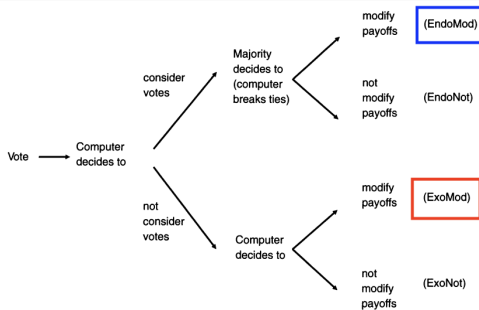 modify
payoffs
(EndoMod)
Majority
decides to
(computer
breaks ties)
consider
votes
not
modify
payoffs
(EndoNot)
Vote
Computer
decides to
modify
payoffs
(ExoMod)
not
consider
votes
Computer
decides to
not
modify
payoffs
(ExoNot)